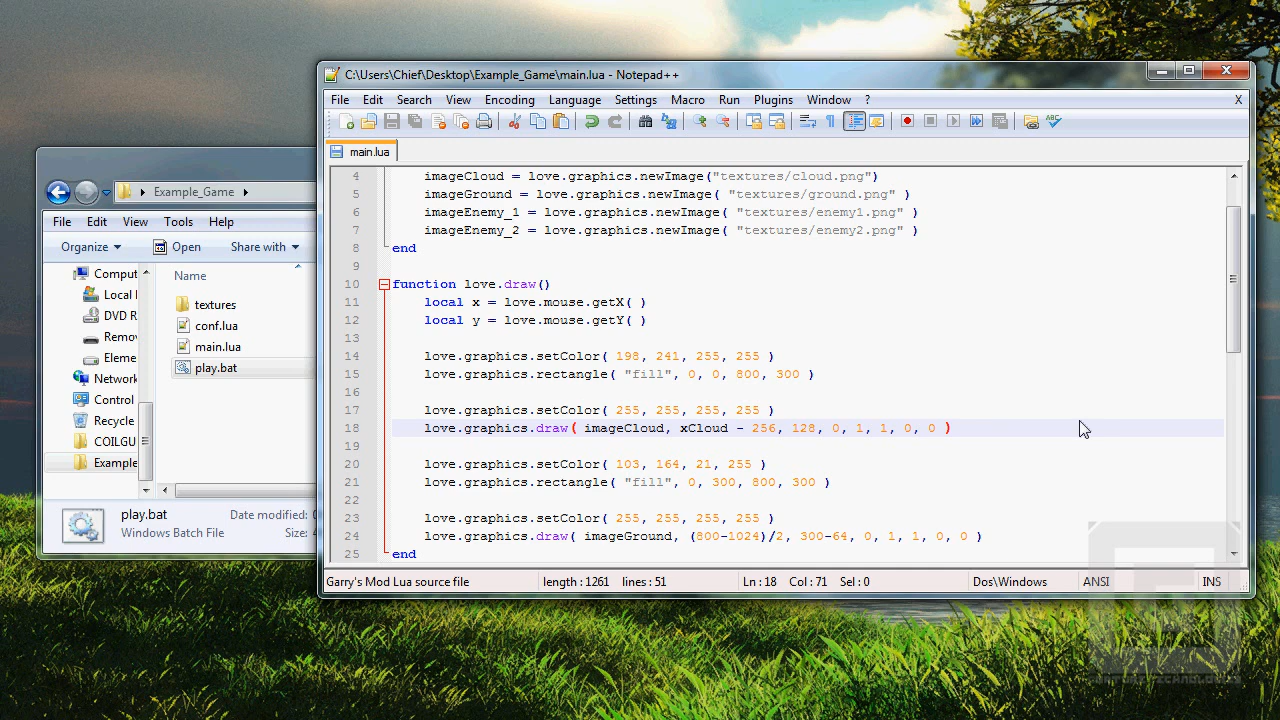 C:\Users\Chief\Desktop\Example_Game\main.lua - Notepad++
File Edit Search View Encoding Language Settings Macro Run Plugins Window ? X
main.lua
4 imageCloud = love.graphics.newImage("textures/cloud.png")
5 imageGround = love.graphics.newImage( "textures/ground.png" )
6 imageEnemy_1 = love.graphics.newImage( "textures/enemy1.png" )
7 imageEnemy_2 = love.graphics.newImage( "textures/enemy2.png" )
8 end
9
10 function love.draw()
11 local x = love.mouse.getX( )
12 local y = love.mouse.getY( )
13
14 love.graphics.setColor( 198, 241, 255, 255 )
15 love.graphics.rectangle( "fill", 0, 0, 800, 300 )
16
17 love.graphics.setColor( 255, 255, 255, 255 )
18 love.graphics.draw( imageCloud, xCloud - 256, 128, 0, 1, 1, 0, 0 )
19
20 love.graphics.setColor( 103, 164, 21, 255 )
21 love.graphics.rectangle( "fill", 0, 300, 800, 300 )
22
23 love.graphics.setColor( 255, 255, 255, 255 )
24 love.graphics.draw( imageGround, (800-1024)/2, 300-64, 0, 1, 1, 0, 0 )
25 end
Garry's Mod Lua source file length : 1261 lines : 51 Ln : 18 Col : 71 Sel : 0 Dos\Windows ANSI INS
Example_Game
File Edit View Tools Help
Organize Open Share with
Comput
Local
DVD R
Remov
Eleme
Network
Control
Recycle
COILGU
Example
Name
textures
conf.lua
main.lua
play.bat
play.bat Date modified:
Windows Batch File Size: